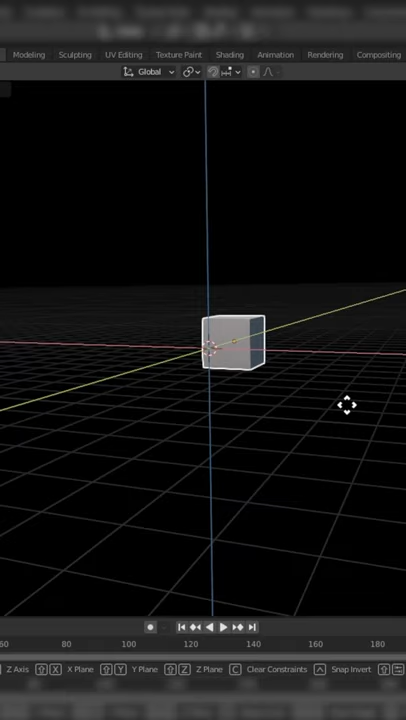 Modeling Sculpting UV Editing Texture Paint Shading Animation Rendering Compositing
Global
60 80 100 120 140 160 180
Z Axis X X Plane Y Y Plane Z Z Plane C Clear Constraints Snap Invert